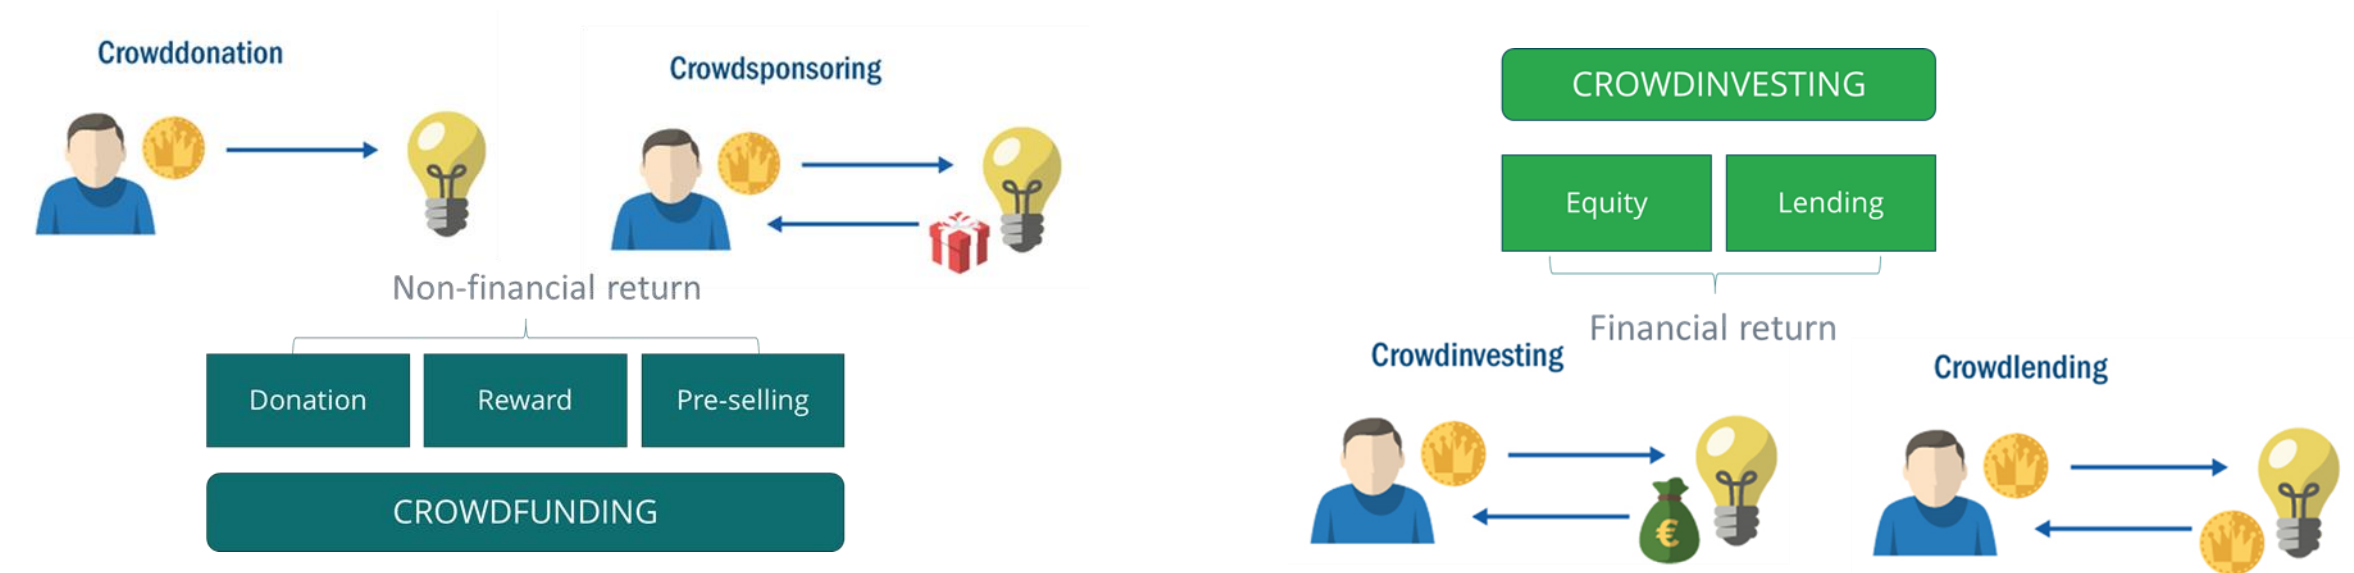 Crowddonation
Crowdsponsoring
Non-financial return
Donation
Reward
Pre-selling
CROWDFUNDING
CROWDINVESTING
Equity
Lending
Financial return
Crowdinvesting
Crowdlending
€